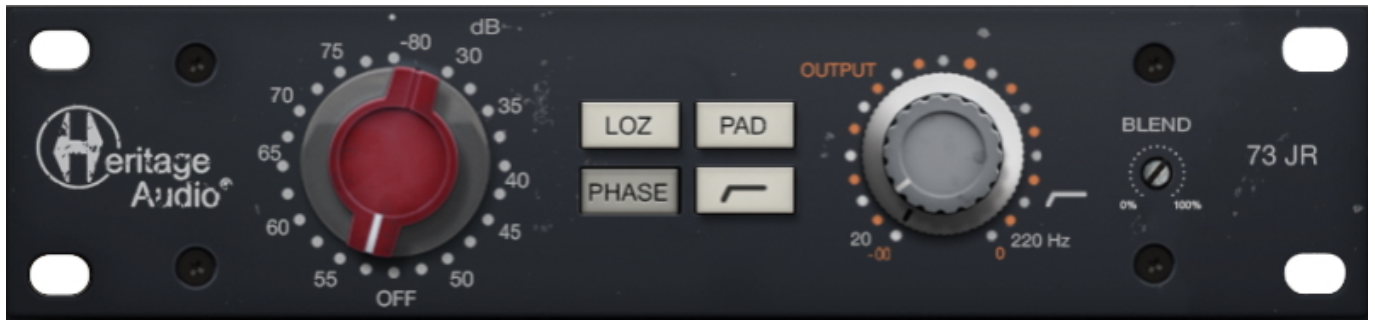 Heritage
Audio
dB
-80
30
35
40
45
50
OFF
55
60
65
70
75
LOZ
PAD
PHASE
OUTPUT
20
-00
220 Hz
0
BLEND
0%
100%
73 JR